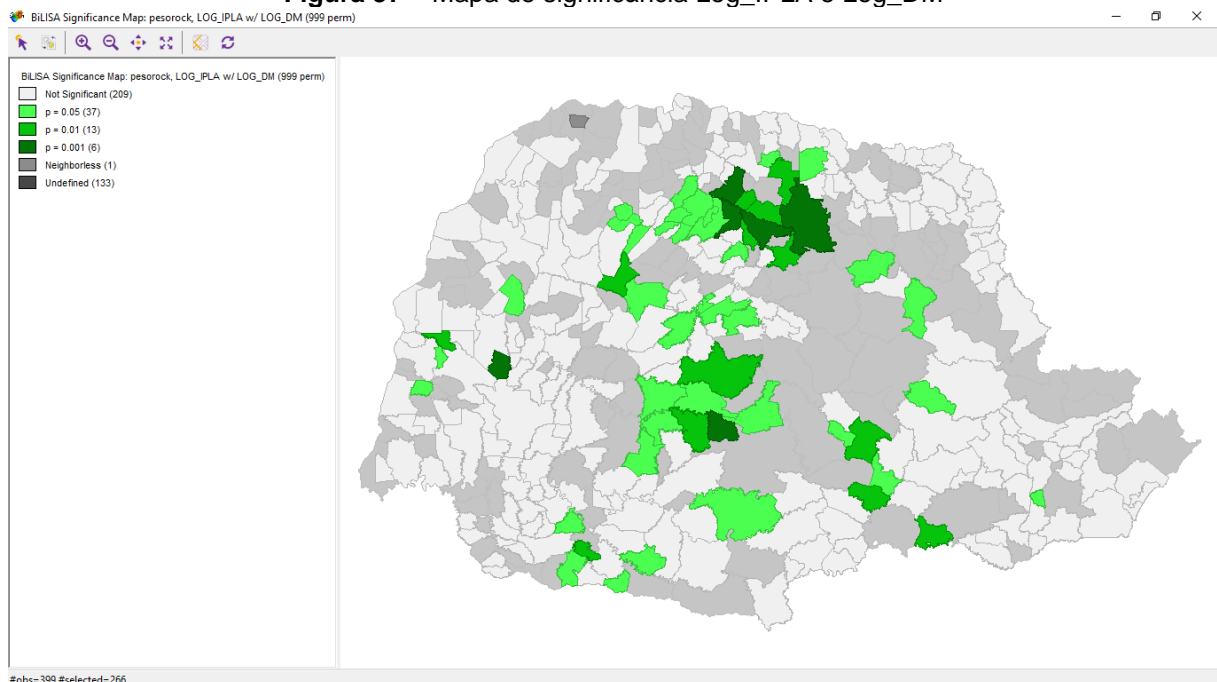 Mapa de significância Log_IPLA e Log_DM
BiLISA Significance Map: pesorock, LOG_IPLA w/ LOG_DM (999 perm)
BiLISA Significance Map: pesorock, LOG_IPLA w/ LOG_DM (999 perm)
Not Significant (209)
p = 0.05 (37)
p = 0.01 (13)
p = 0.001 (6)
Neighborless (1)
Undefined (133)
#obs=399 #selected=266